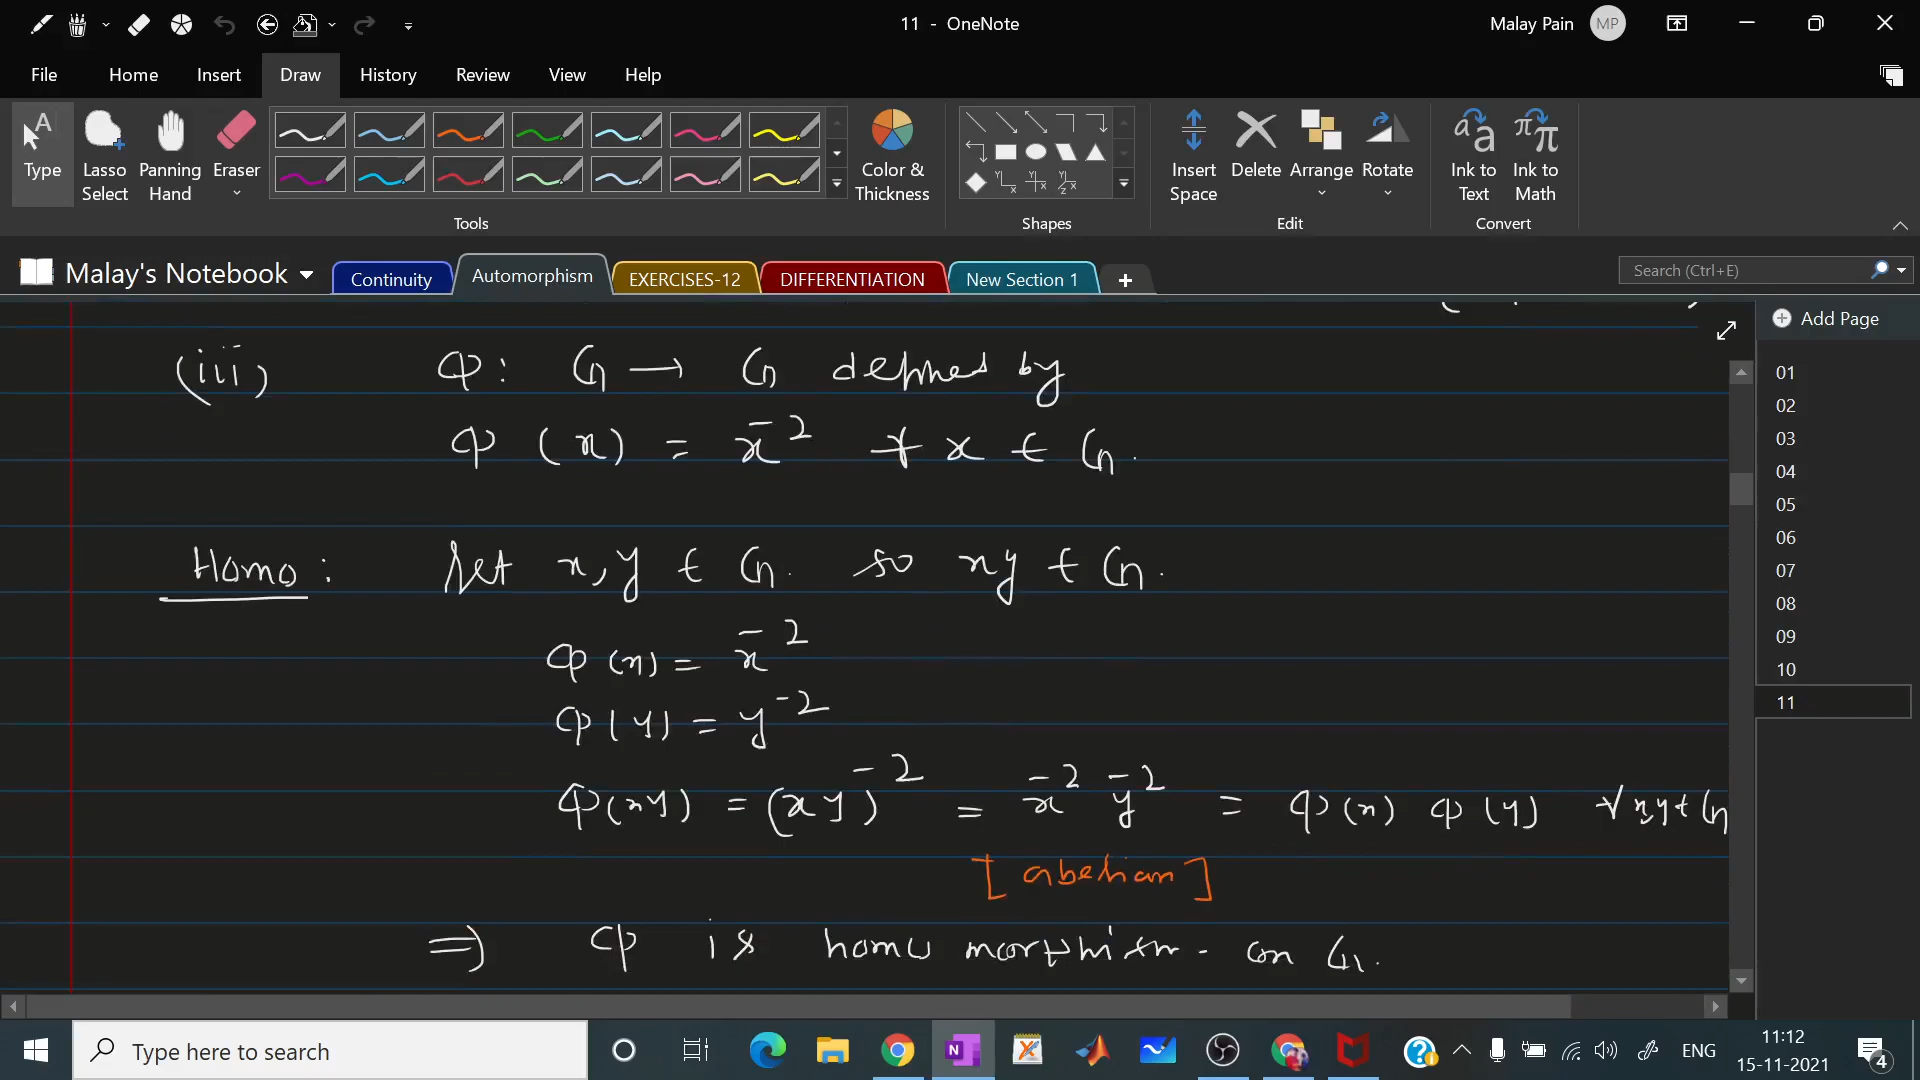 11 - OneNote
Malay Pain MP
File Home Insert Draw History Review View Help
Type
Lasso Select
Panning Hand
Eraser
Color & Thickness
Insert Space
Delete
Arrange
Rotate
Ink to Text
Ink to Math
Tools
Shapes
Edit
Convert
Malay's Notebook
Continuity
Automorphism
EXERCISES-12
DIFFERENTIATION
New Section 1
Search (Ctrl+E)
Add Page
01
02
03
04
05
06
07
08
09
10
11
(iii) φ: G → G defined by
φ(x) = x^-2 ∀ x ∈ G.
Homo: Let x, y ∈ G. so xy ∈ G.
φ(x) = x^-2
φ(y) = y^-2
φ(xy) = (xy)^-2 = x^-2 y^-2 = φ(x) φ(y) ∀ x,y ∈ G
[abelian]
⇒ φ is homomorphism on G.
Type here to search
ENG
11:12
15-11-2021
4